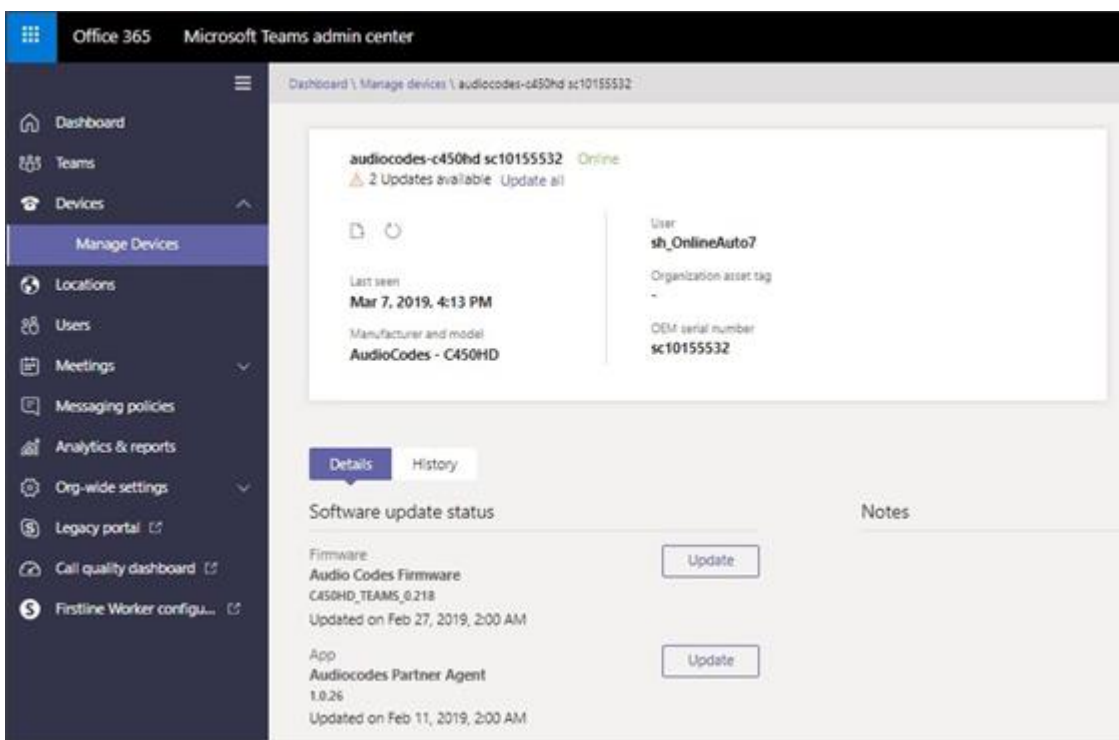 Office 365 Microsoft Teams admin center
Dashboard \ Manage devices \ audiocodes-c450hd sc10155532
Dashboard
Teams
Devices
Manage Devices
Locations
Users
Meetings
Messaging policies
Analytics & reports
Org-wide settings
Legacy portal
Call quality dashboard
Firstline Worker configu...
audiocodes-c450hd sc10155532 Online
2 Updates available Update all
Last seen
Mar 7, 2019, 4:13 PM
Manufacturer and model
AudioCodes - C450HD
User
sh_OnlineAuto7
Organization asset tag
-
OEM serial number
sc10155532
Details History
Software update status
Firmware
Audio Codes Firmware
C450HD_TEAMS_0.218
Updated on Feb 27, 2019, 2:00 AM
Update
App
Audiocodes Partner Agent
1.0.26
Updated on Feb 11, 2019, 2:00 AM
Update
Notes